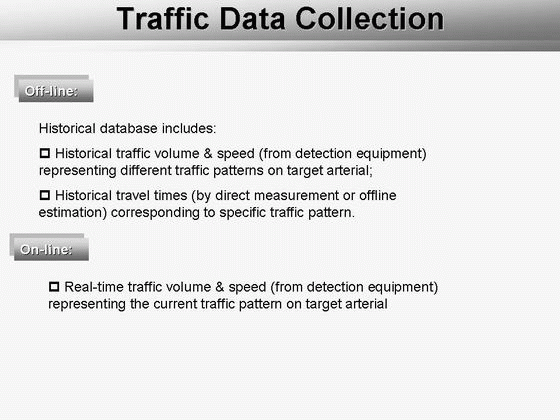 Traffic Data Collection
Off-line:
Historical database includes:
Historical traffic volume & speed (from detection equipment)
representing different traffic patterns on target arterial;
Historical travel times (by direct measurement or offline
estimation) corresponding to specific traffic pattern.
On-line:
Real-time traffic volume & speed (from detection equipment)
representing the current traffic pattern on target arterial